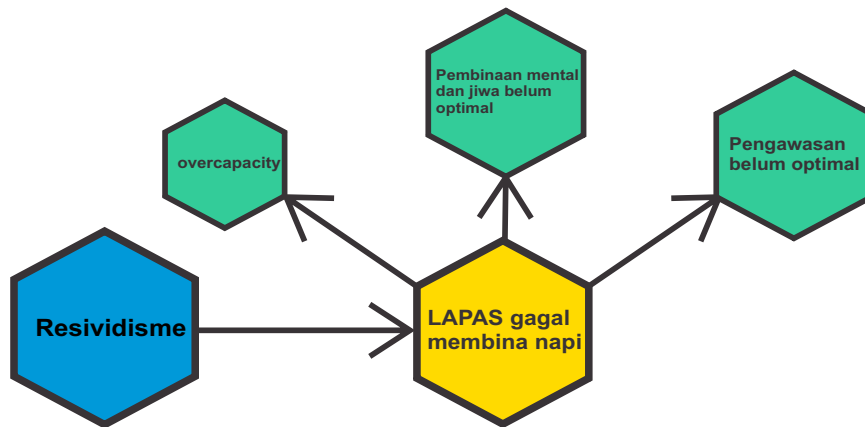 Pembinaan mental
dan jiwa belum
optimal
overcapacity
Pengawasan
belum optimal
Resividisme
LAPAS gagal
membina napi